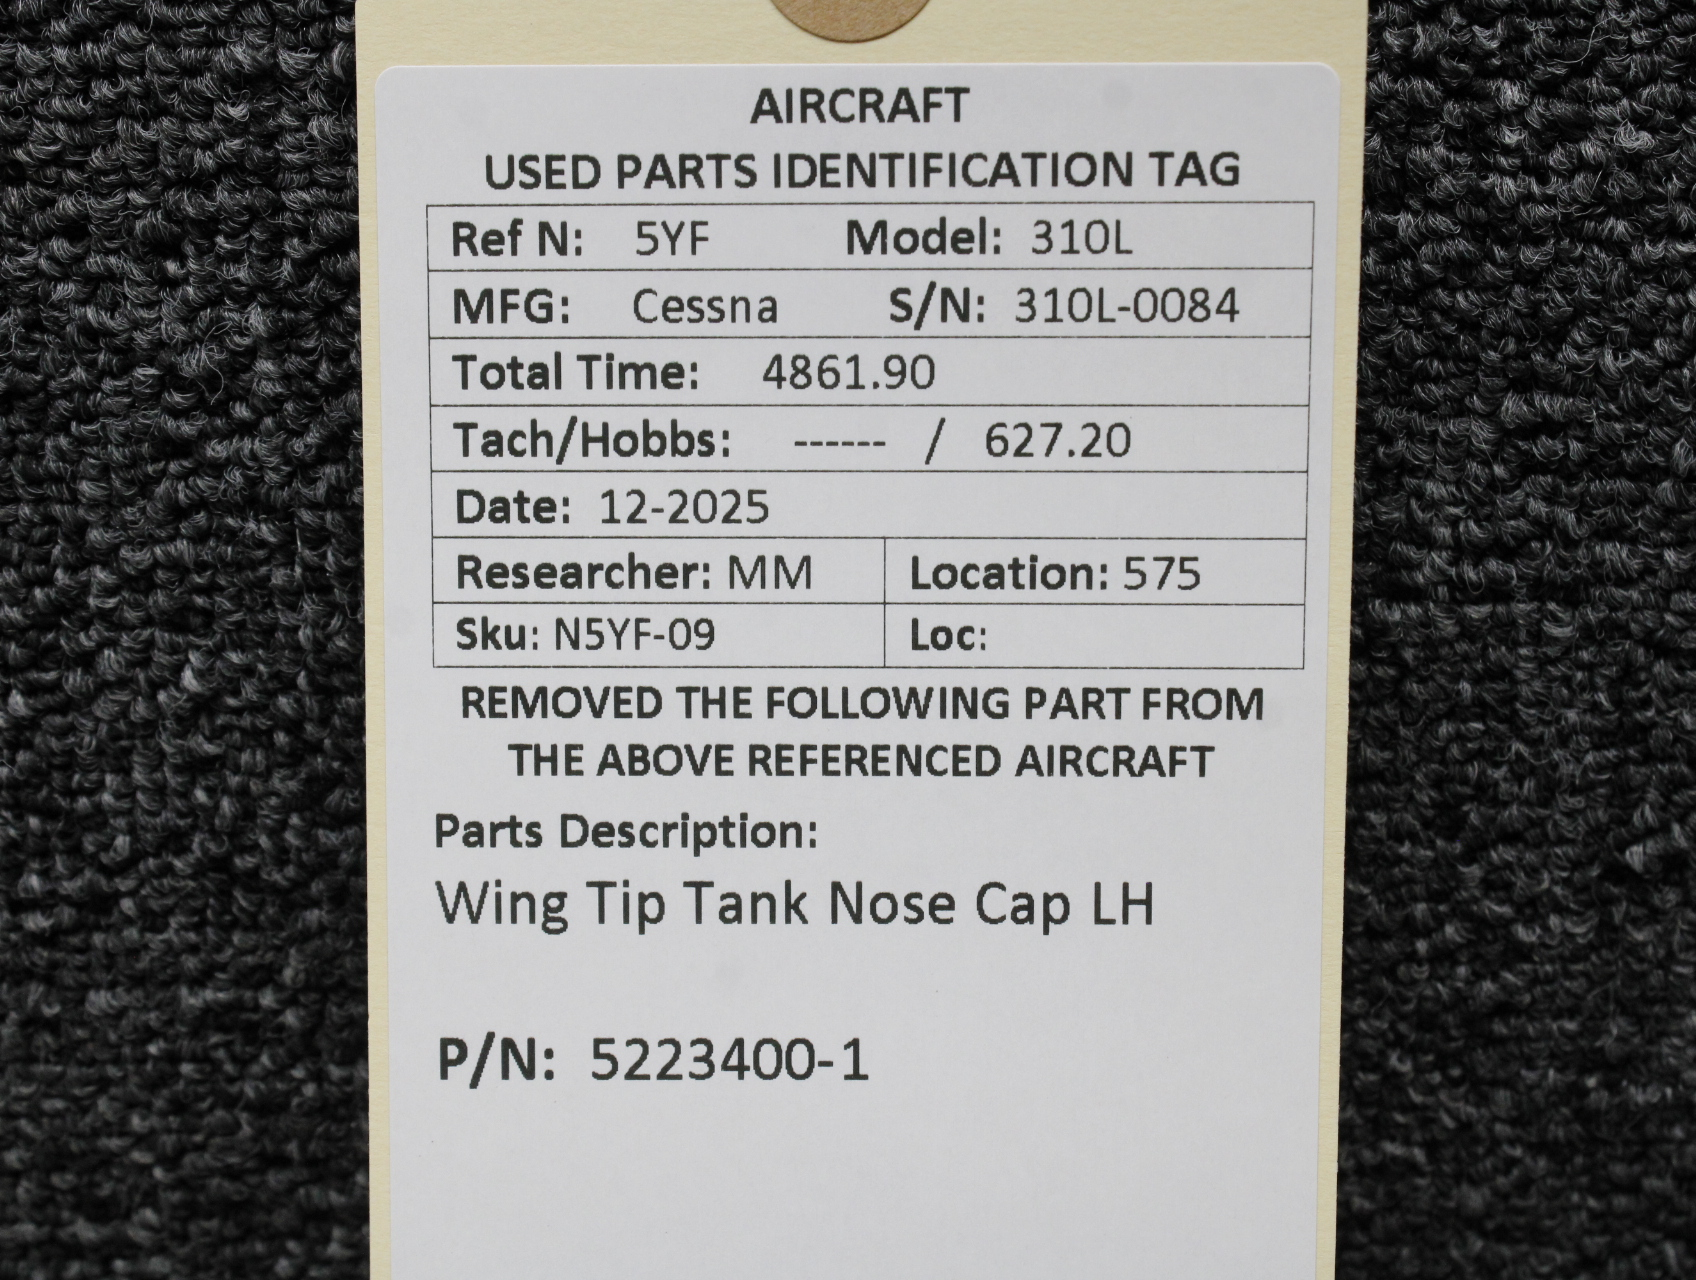 AIRCRAFT
USED PARTS IDENTIFICATION TAG
Ref N: 5YF Model: 310L
MFG: Cessna S/N: 310L-0084
Total Time: 4861.90
Tach/Hobbs: ------ / 627.20
Date: 12-2025
Researcher: MM Location: 575
Sku: N5YF-09 Loc:
REMOVED THE FOLLOWING PART FROM
THE ABOVE REFERENCED AIRCRAFT
Parts Description:
Wing Tip Tank Nose Cap LH
P/N: 5223400-1